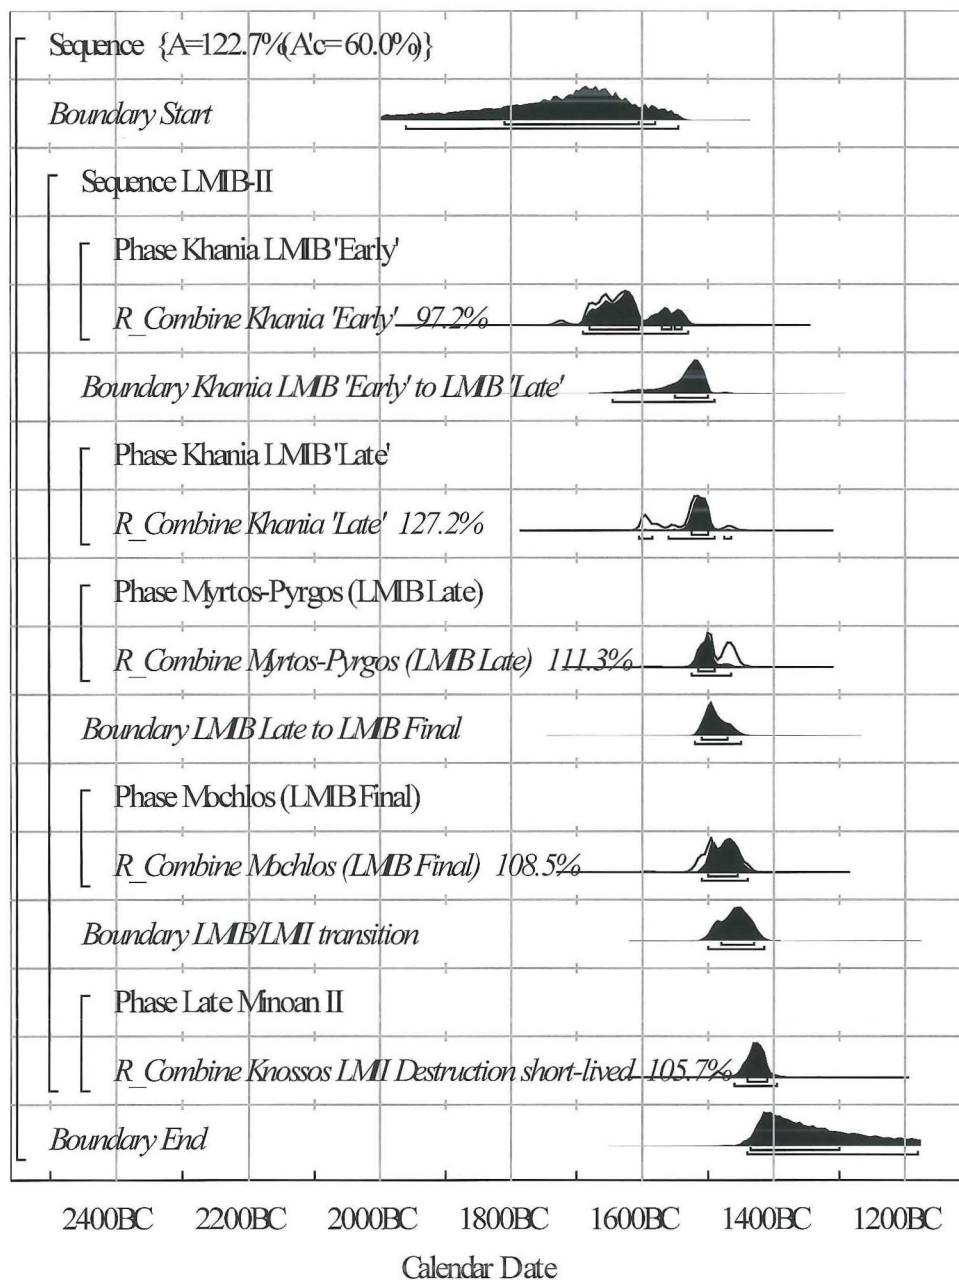 Sequence {A=122.7%(A'c=60.0%)}
Boundary Start
Sequence LMIB-II
Phase Khania LMIB 'Early'
R_Combine Khania 'Early' 97.2%
Boundary Khania LMIB 'Early' to LMIB 'Late'
Phase Khania LMIB 'Late'
R_Combine Khania 'Late' 127.2%
Phase Myrtos-Pyrgos (LMIB Late)
R_Combine Myrtos-Pyrgos (LMIB Late) 111.3%
Boundary LMIB Late to LMIB Final
Phase Mochlos (LMIB Final)
R_Combine Mochlos (LMIB Final) 108.5%
Boundary LMIB/LMII transition
Phase Late Minoan II
R_Combine Knossos LMII Destruction short-lived 105.7%
Boundary End
2400BC 2200BC 2000BC 1800BC 1600BC 1400BC 1200BC
Calendar Date